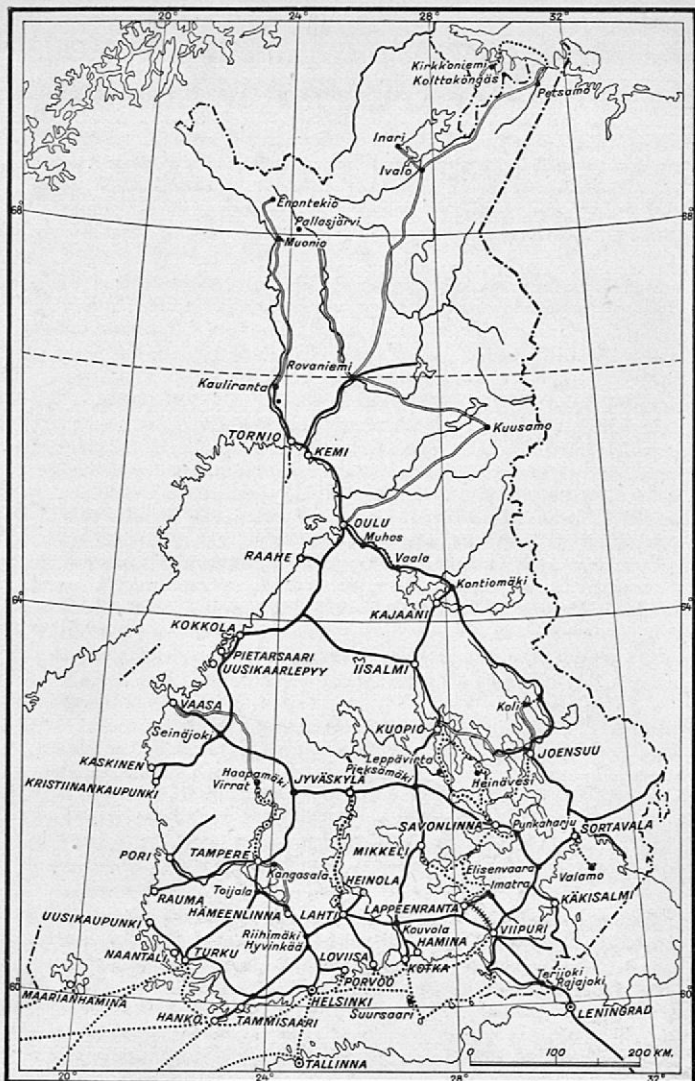 20°
24°
28°
32°
Kirkkoniemi
Kolttaköngäs
Petsamo
Inari
Ivalo
Enontekiö
68°
68°
Pallasjärvi
Muonio
Rovaniemi
Kauliranta
Kuusamo
TORNIO
KEMI
OULU
Muhos
Vaala
RAAHE
Kontiomäki
64°
64°
KAJAANI
KOKKOLA
PIETARSAARI
UUSIKAARLEPYY
IISALMI
VAASA
Koli
Seinäjoki
KUOPIO
JOENSUU
KASKINEN
Leppävirta
KRISTIINANKAUPUNKI
Haapamäki
JYVÄSKYLA
Pieksämäki
Heinävesi
Virrat
SAVONLINNA
Punkaharju
SORTAVALA
PORI
TAMPERE
MIKKELI
Elisenvaara
Kangasala
HEINOLA
Imatra
Valamo
RAUMA
Toijala
KÄKISALMI
HÄMEENLINNA
LAHTI
LAPPEENRANTA
UUSIKAUPUNKI
Riihimäki
Kouvola
VIIPURI
NAANTALI
TURKU
Hyvinkää
LOVIISA
HAMINA
KOTKA
PORVOO
Terijoki
Rajajoki
60°
60°
MAARIANHAMINA
HELSINKI
HANKO
TAMMISAARI
Suursaari
LENINGRAD
TALLINNA
0 100 200 KM.
20°
24°
28°
32°